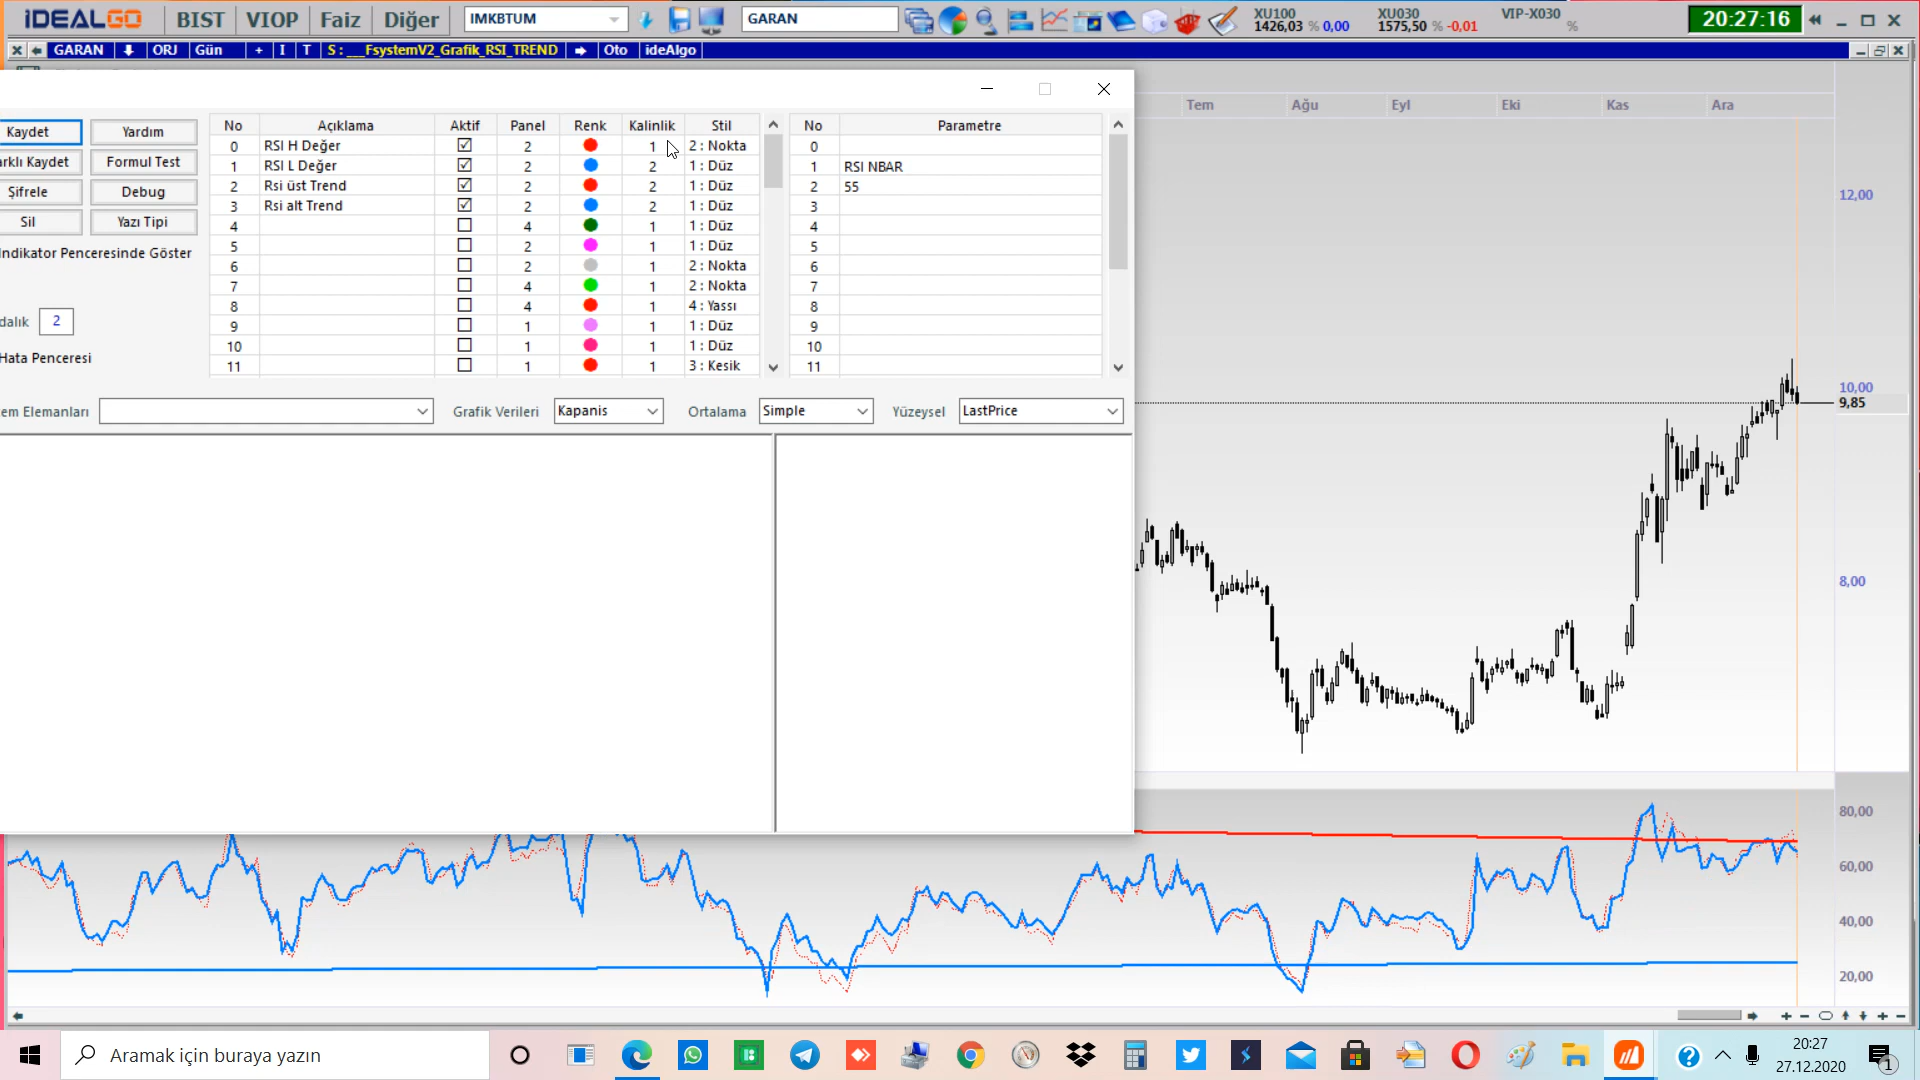 iDEALGO BIST VIOP Faiz Diğer IMKBTUM GARAN XU100 1426,03 % 0,00 XU030 1575,50 % -0,01 VIP-X030 % 20:27:16
GARAN ORJ Gün + I T S : ___FsystemV2_Grafik_RSI_TREND Oto ideAlgo
Tem Ağu Eyl Eki Kas Ara
Kaydet Yardım
arklı Kaydet Formul Test
Şifrele Debug
Sil Yazı Tipi
Indikator Penceresinde Göster
dalık 2
Hata Penceresi
No Açıklama Aktif Panel Renk Kalinlik Stil
0 RSI H Değer 2 1 2 : Nokta
1 RSI L Değer 2 2 1 : Düz
2 Rsi üst Trend 2 2 1 : Düz
3 Rsi alt Trend 2 2 1 : Düz
4 4 1 1 : Düz
5 2 1 1 : Düz
6 2 1 2 : Nokta
7 4 1 2 : Nokta
8 4 1 4 : Yassı
9 1 1 1 : Düz
10 1 1 1 : Düz
11 1 1 3 : Kesik
No Parametre
0
1 RSI NBAR
2 55
3
4
5
6
7
8
9
10
11
em Elemanları Grafik Verileri Kapanis Ortalama Simple Yüzeysel LastPrice
12,00
10,00
9,85
8,00
80,00
60,00
40,00
20,00
Aramak için buraya yazın
20:27
27.12.2020
1